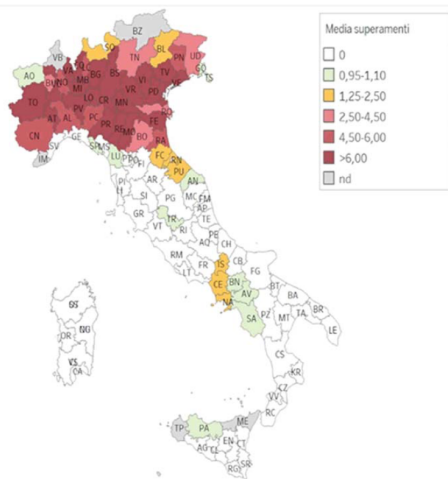 Media superamenti
0
0,95-1,10
1,25-2,50
2,50-4,50
4,50-6,00
>6,00
nd
BZ
VB
SO
BL
AO
TN
PN
UD
GO
TS
BG
BS
VI
TV
MB
MI
VR
PD
TO
LO
CR
MN
PV
AT
AL
PC
PR
FE
CN
GE
BO
RA
SV
IM
SP
MS
LU
FC
RN
PU
FI
AN
PI
AR
MC
SI
PG
AP
GR
TE
TR
VT
RI
PE
AQ
CH
RM
FR
IS
CB
LT
FG
CE
BN
AV
BT
BA
NA
SA
PZ
MT
TA
BR
LE
OR
CA
CS
KR
CZ
VV
RC
TP
PA
ME
AG
EN
CT
RG
SR